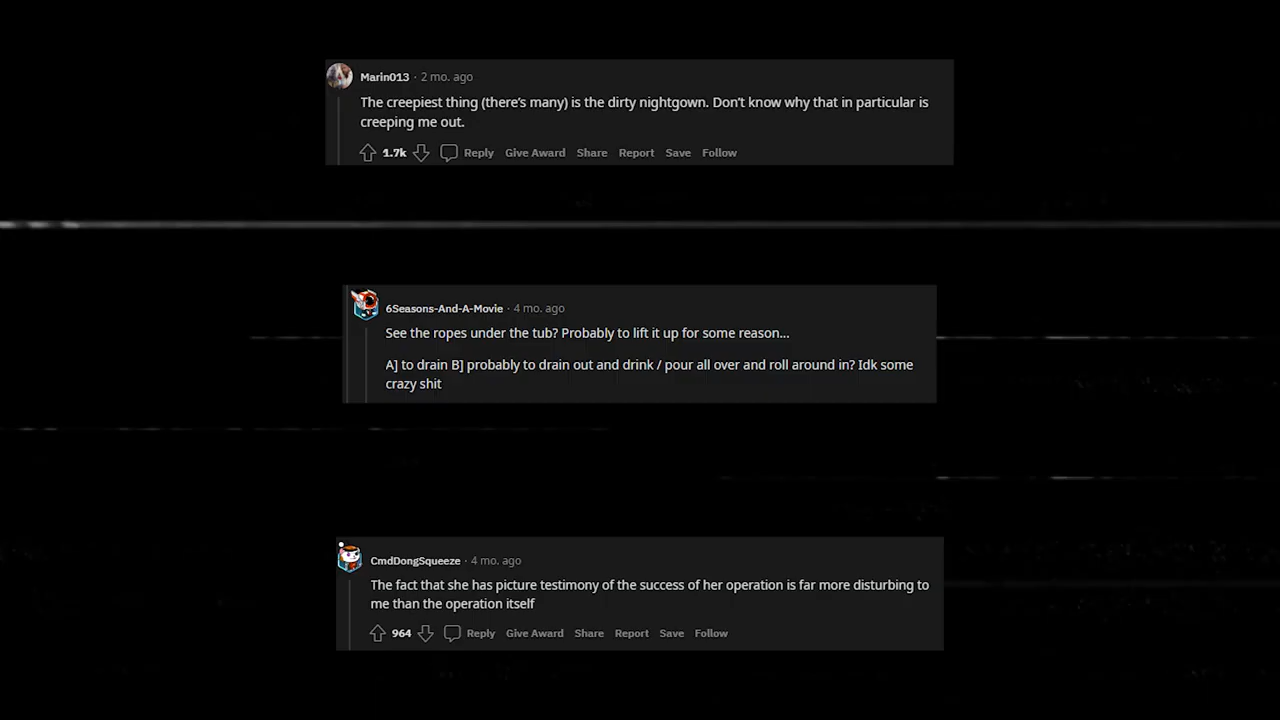 Marin013 · 2 mo. ago
The creepiest thing (there’s many) is the dirty nightgown. Don’t know why that in particular is
creeping me out.
1.7k Reply Give Award Share Report Save Follow
6Seasons-And-A-Movie · 4 mo. ago
See the ropes under the tub? Probably to lift it up for some reason...
A] to drain B] probably to drain out and drink / pour all over and roll around in? Idk some
crazy shit
CmdDongSqueeze · 4 mo. ago
The fact that she has picture testimony of the success of her operation is far more disturbing to
me than the operation itself
964 Reply Give Award Share Report Save Follow